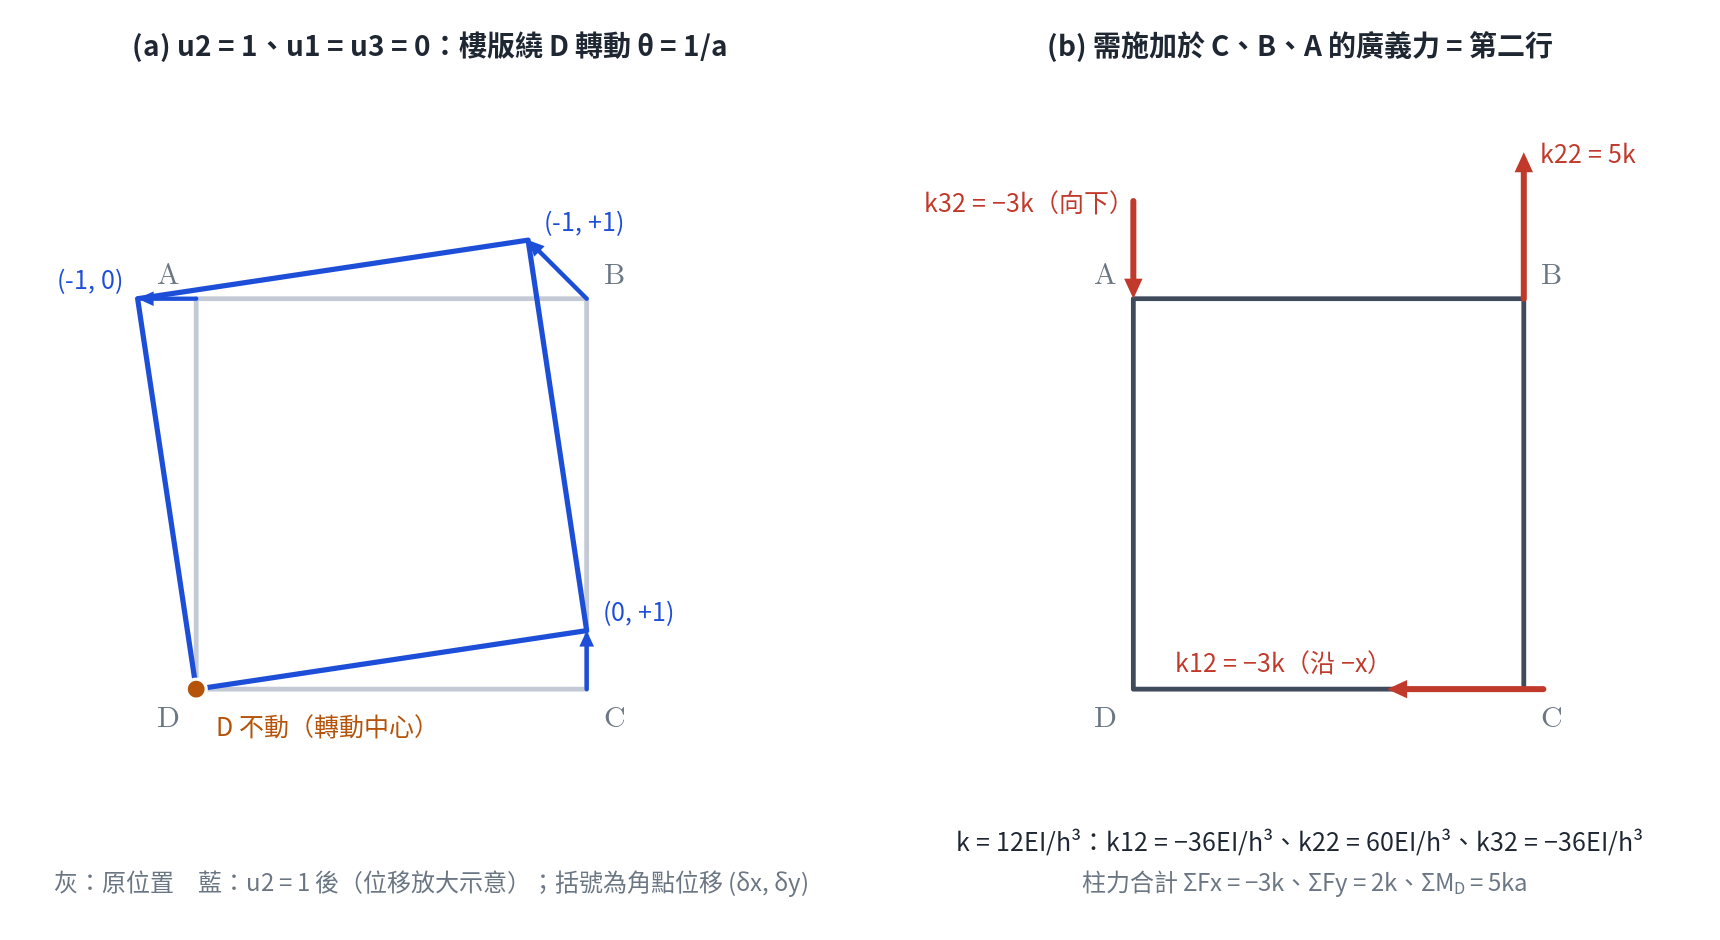 (a) u2 = 1、u1 = u3 = 0：樓版繞 D 轉動 θ = 1/a
(-1, +1)
(-1, 0)
A
B
(0, +1)
D
D 不動（轉動中心）
C
灰：原位置　藍：u2 = 1 後（位移放大示意）；括號為角點位移 (δx, δy)
(b) 需施加於 C、B、A 的廣義力 = 第二行
k22 = 5k
k32 = −3k（向下）
A
B
k12 = −3k（沿 −x）
D
C
k = 12EI/h³：k12 = −36EI/h³、k22 = 60EI/h³、k32 = −36EI/h³
柱力合計 ΣFx = −3k、ΣFy = 2k、ΣM_D = 5ka